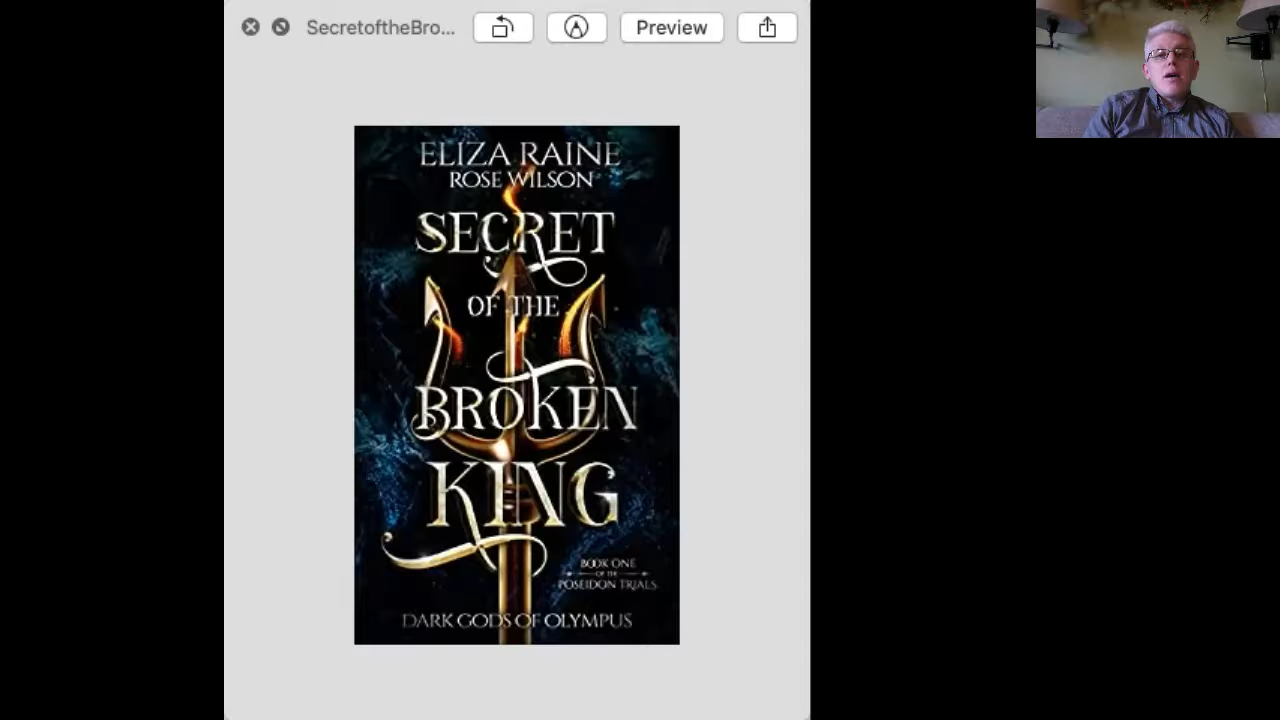 SecretoftheBro...
Preview
ELIZA RAINE
ROSE WILSON
SECRET
OF THE
BROKEN
KING
BOOK ONE
OF THE
POSEIDON TRIALS
DARK GODS OF OLYMPUS